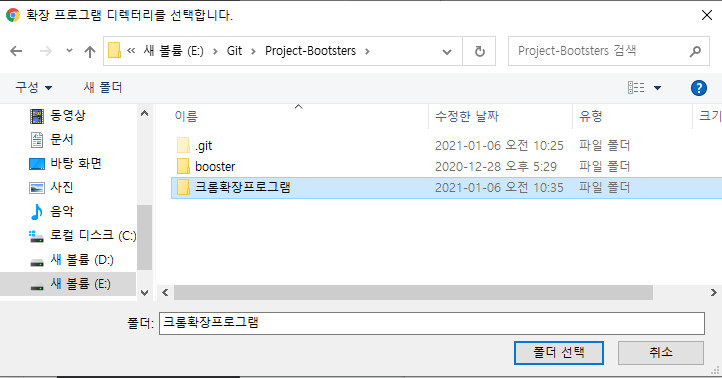 확장 프로그램 디렉터리를 선택합니다.
« 새 볼륨 (E:) › Git › Project-Bootsters ›
Project-Bootsters 검색
구성 새 폴더
동영상
문서
바탕 화면
사진
음악
로컬 디스크 (C:)
새 볼륨 (D:)
새 볼륨 (E:)
이름 수정한 날짜 유형 크기
.git 2021-01-06 오전 10:25 파일 폴더
booster 2020-12-28 오후 5:29 파일 폴더
크롬확장프로그램 2021-01-06 오전 10:35 파일 폴더
폴더: 크롬확장프로그램
폴더 선택 취소